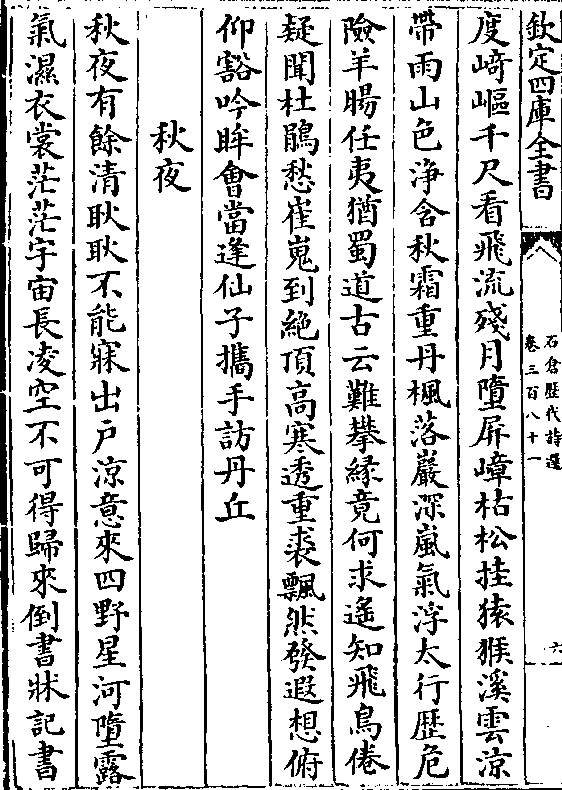 欽定四庫全書
石倉歷代詩選
卷三百八十一
六
度﨑嶇千尺看飛流殘月墮屏嶂枯松挂猿猴溪雲涼
帶雨山色浄含秋霜重丹楓落巖深嵐氣浮太行歷危
險羊腸任夷猶蜀道古云難攀緣竟何求遙知飛鳥倦
疑聞杜鵑愁崔嵬到絶頂高寒透重裘飄然發遐想俯
仰豁吟眸會當逢仙子攜手訪丹丘
秋夜
秋夜有餘清耿耿不能寐出戶涼意來四野星河墮露
氣濕衣裳茫茫宇宙長凌空不可得歸來倒書牀記書